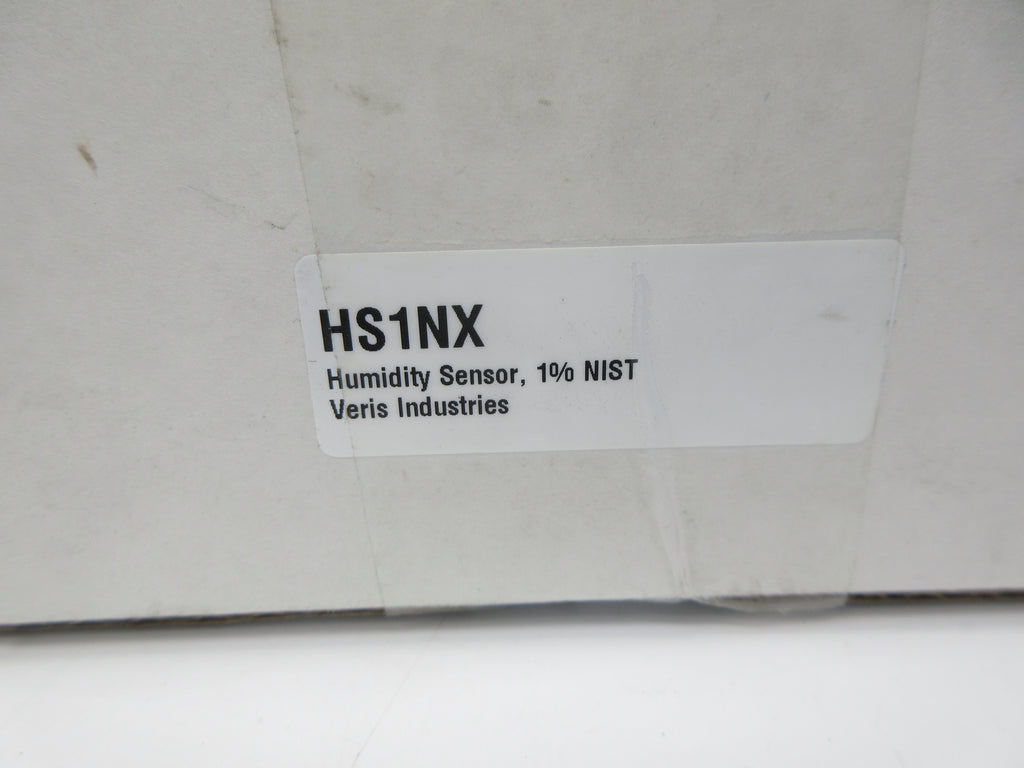 HS1NX
Humidity Sensor, 1% NIST
Veris Industries